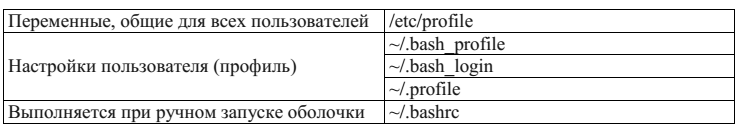 Переменные, общие для всех пользователей /etc/profile
Настройки пользователя (профиль) ~/.bash_profile
~/.bash_login
~/.profile
Выполняется при ручном запуске оболочки ~/.bashrc